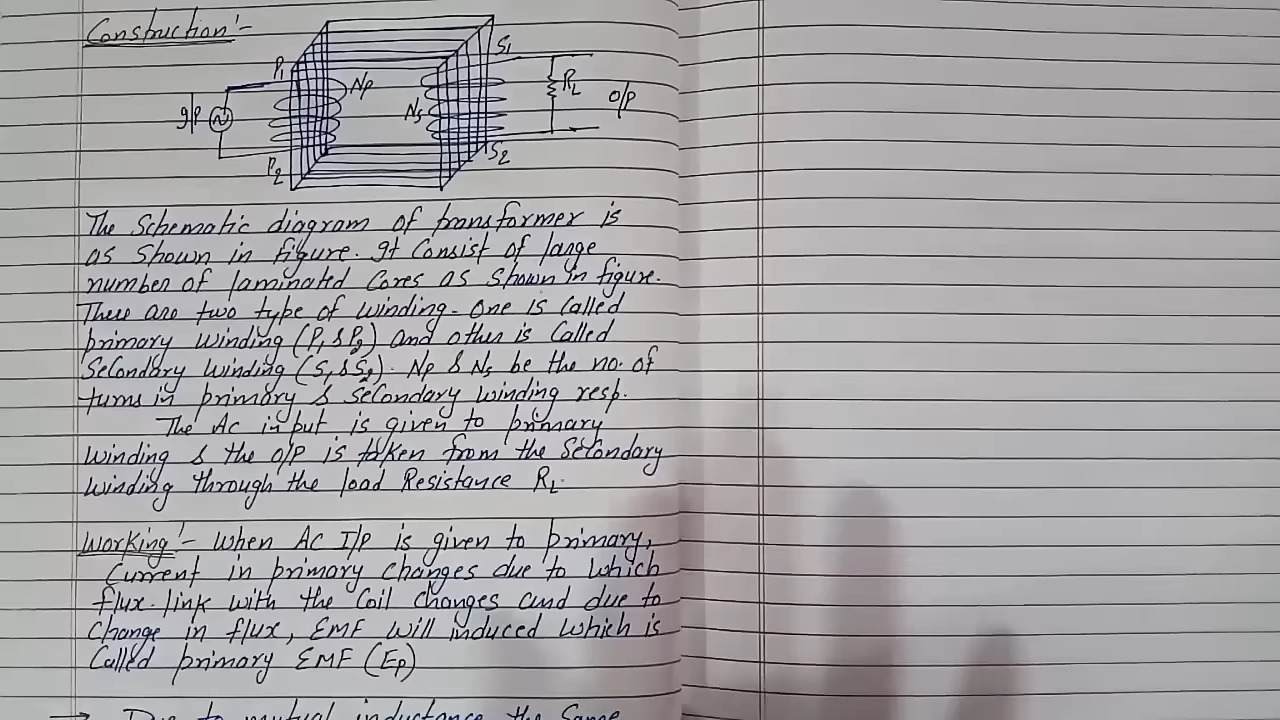 Construction:-
P1
Np
Ns
S1
RL
O/P
I/P
P2
S2
The Schematic diagram of transformer is
as shown in figure. It Consist of large
number of laminated Cores as shown in figure.
There are two type of winding. One is Called
primary winding (P1 & P2) and other is Called
Secondary winding (S1 & S2). Np & Ns be the no. of
turns in primary & secondary winding resp.
The AC input is given to primary
winding & the O/P is taken from the Secondary
winding through the load Resistance RL.
Working:- When AC I/P is given to primary,
Current in primary changes due to which
flux link with the Coil changes and due to
change in flux, EMF will induced which is
Called primary EMF (Ep)
→ Due to mutual inductance the Same